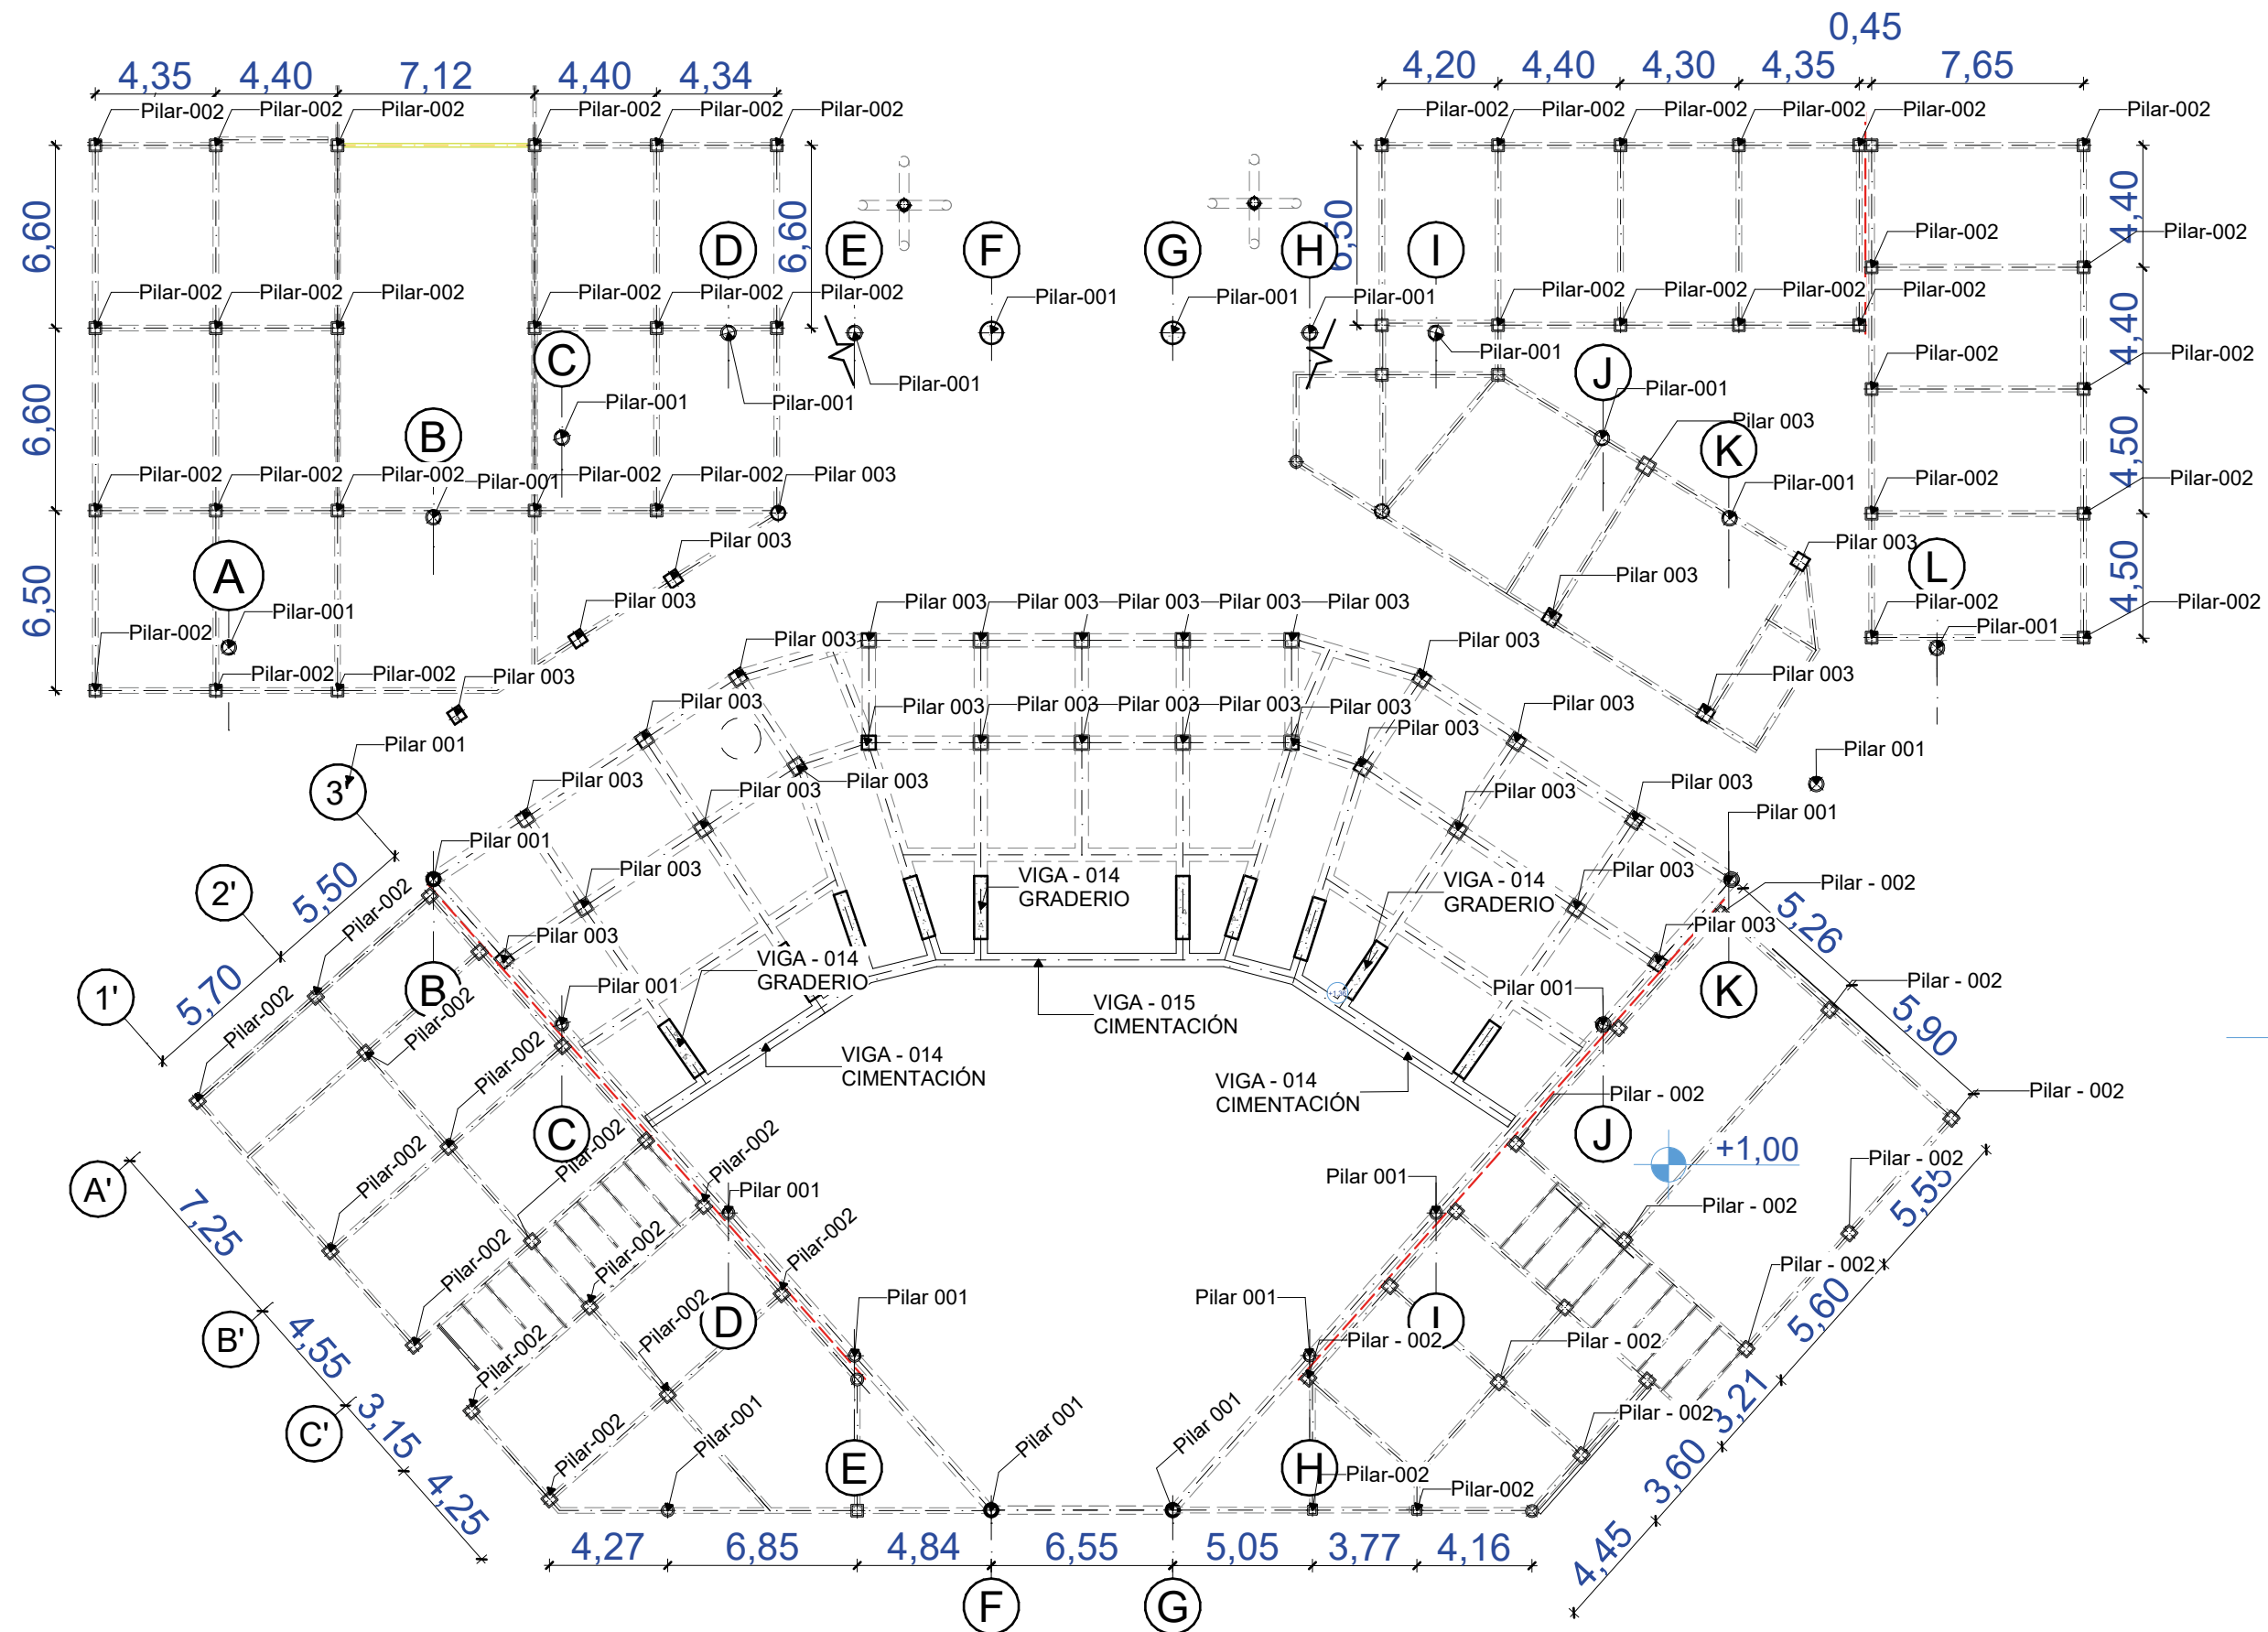 0,45
4,35 4,40 7,12 4,40 4,34
4,20 4,40 4,30 4,35 7,65
Pilar-002 Pilar-002 Pilar-002 Pilar-002 Pilar-002 Pilar-002
Pilar-002 Pilar-002 Pilar-002 Pilar-002 Pilar-002 Pilar-002
6,60 6,60 6,50 4,40
D E F G H I
Pilar-002 Pilar-002
Pilar-002 Pilar-002 Pilar-002 Pilar-002 Pilar-002 Pilar-002
Pilar-001 Pilar-001 Pilar-001
Pilar-002 Pilar-002 Pilar-002 Pilar-002
4,40
C
Pilar-001
J
Pilar-002 Pilar-002
Pilar-001 Pilar-001
Pilar-001
Pilar-001
6,60
B
Pilar 003
K
4,50
Pilar-002 Pilar-002 Pilar-002 Pilar-001 Pilar-002 Pilar-002 Pilar 003
Pilar-001
Pilar-002 Pilar-002
Pilar 003
Pilar 003
A
L
Pilar 003
6,50
4,50
Pilar-001
Pilar 003
Pilar 003 Pilar 003 Pilar 003 Pilar 003 Pilar 003
Pilar-002 Pilar-002
Pilar-002
Pilar-001
Pilar 003
Pilar 003
Pilar-002 Pilar-002
Pilar 003
Pilar 003
Pilar 003
Pilar 003 Pilar 003 Pilar 003 Pilar 003 Pilar 003
Pilar 003
Pilar 003
Pilar 001
Pilar 001
3'
Pilar 003 Pilar 003 Pilar 003
Pilar 003
Pilar 003
Pilar 003
Pilar 001
Pilar 001
2'
5,50
Pilar-002
VIGA - 014
GRADERIO
VIGA - 014
GRADERIO
Pilar 003
Pilar 003
Pilar - 002
5,26
Pilar 003
Pilar 003
1'
5,70
B
Pilar-002
Pilar-002
VIGA - 014
GRADERIO
Pilar 001
Pilar 001
K
Pilar - 002
VIGA - 015
CIMENTACIÓN
5,90
Pilar-002
VIGA - 014
CIMENTACIÓN
VIGA - 014
CIMENTACIÓN
Pilar - 002
Pilar - 002
C
J
+1,00
Pilar-002
Pilar-002
Pilar-002
Pilar - 002
A'
Pilar 001
Pilar 001
5,55
7,25
Pilar - 002
Pilar-002
Pilar-002
Pilar-002
Pilar - 002
B'
4,55
Pilar-002
D
Pilar 001
Pilar 001
I
5,60
Pilar-002
Pilar - 002
Pilar - 002
C'
3,15
Pilar-001
Pilar 001
Pilar 001
Pilar - 002
3,21
Pilar-002
E
H
Pilar-002
Pilar-002
3,60
4,25
4,27 6,85 4,84 6,55 5,05 3,77 4,16
4,45
F G